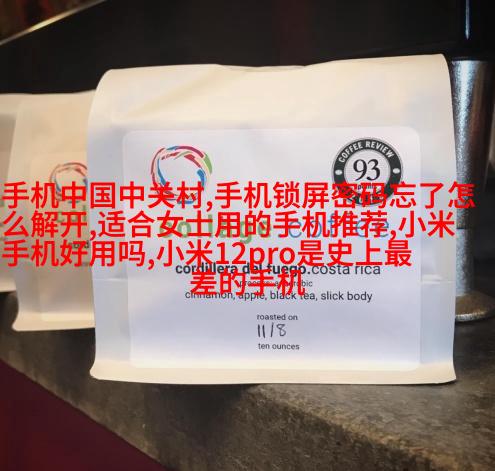 手机中国中关村,手机锁屏密码忘了怎
么解开,适合女士用的手机推荐,小米
手机好用吗,小米12pro是史上最
差的手机
COFFEE REVIEW
93
coffee
cordillera del fuego.costa rica
cinnamon, apple, black tea, slick body
roasted on
11/8
ten ounces